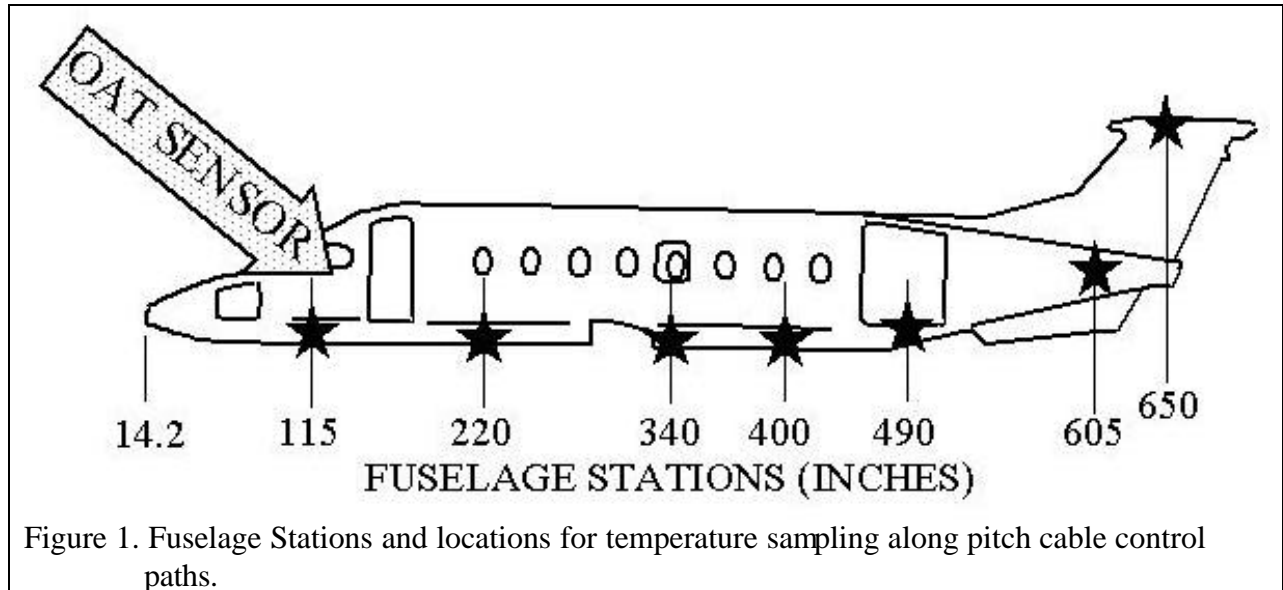 OAT SENSOR
14.2 115 220 340 400 490 605 650
FUSELAGE STATIONS (INCHES)
Figure 1. Fuselage Stations and locations for temperature sampling along pitch cable control
paths.